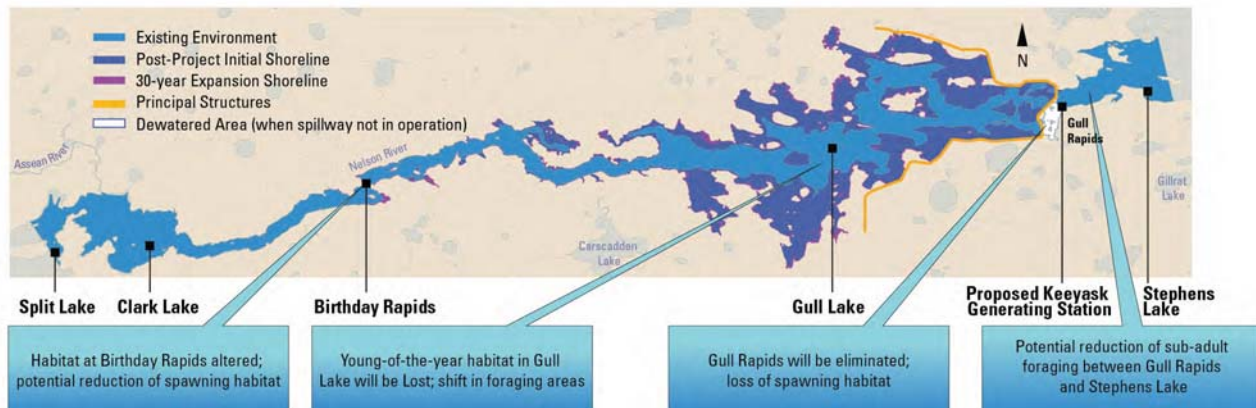 Existing Environment
Post-Project Initial Shoreline
30-year Expansion Shoreline
Principal Structures
Dewatered Area (when spillway not in operation)
N
Assean River
Nelson River
Carscadden
Lake
Gull
Rapids
Gillrat
Lake
Split Lake
Clark Lake
Birthday Rapids
Gull Lake
Proposed Keeyask
Generating Station
Stephens
Lake
Habitat at Birthday Rapids altered;
potential reduction of spawning habitat
Young-of-the-year habitat in Gull
Lake will be Lost; shift in foraging areas
Gull Rapids will be eliminated;
loss of spawning habitat
Potential reduction of sub-adult
foraging between Gull Rapids
and Stephens Lake